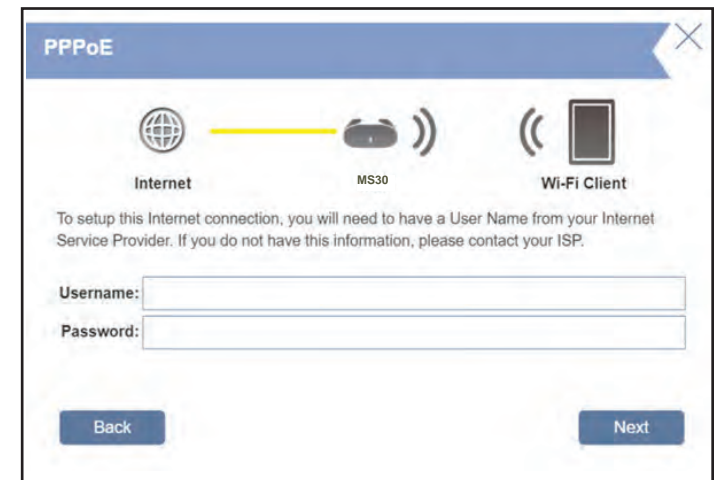 PPPoE
Internet
MS30
Wi-Fi Client
To setup this Internet connection, you will need to have a User Name from your Internet
Service Provider. If you do not have this information, please contact your ISP.
Username:
Password:
Back
Next